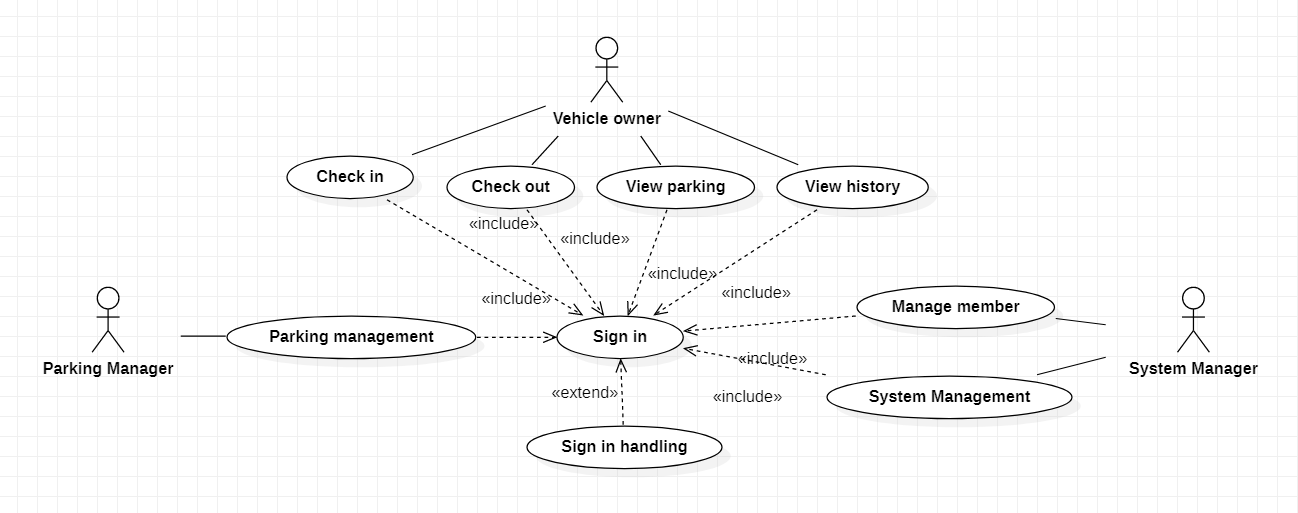 Vehicle owner
Check in
Check out
View parking
View history
«include»
«include»
«include»
«include»
«include»
Manage member
Parking management
Sign in
Parking Manager
System Manager
«include»
«extend»
«include»
System Management
Sign in handling